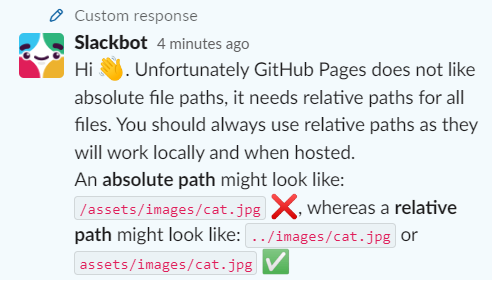 Custom response
Slackbot 4 minutes ago
Hi 👋. Unfortunately GitHub Pages does not like
absolute file paths, it needs relative paths for all
files. You should always use relative paths as they
will work locally and when hosted.
An absolute path might look like:
/assets/images/cat.jpg ❌, whereas a relative
path might look like: ../images/cat.jpg or
assets/images/cat.jpg ✅